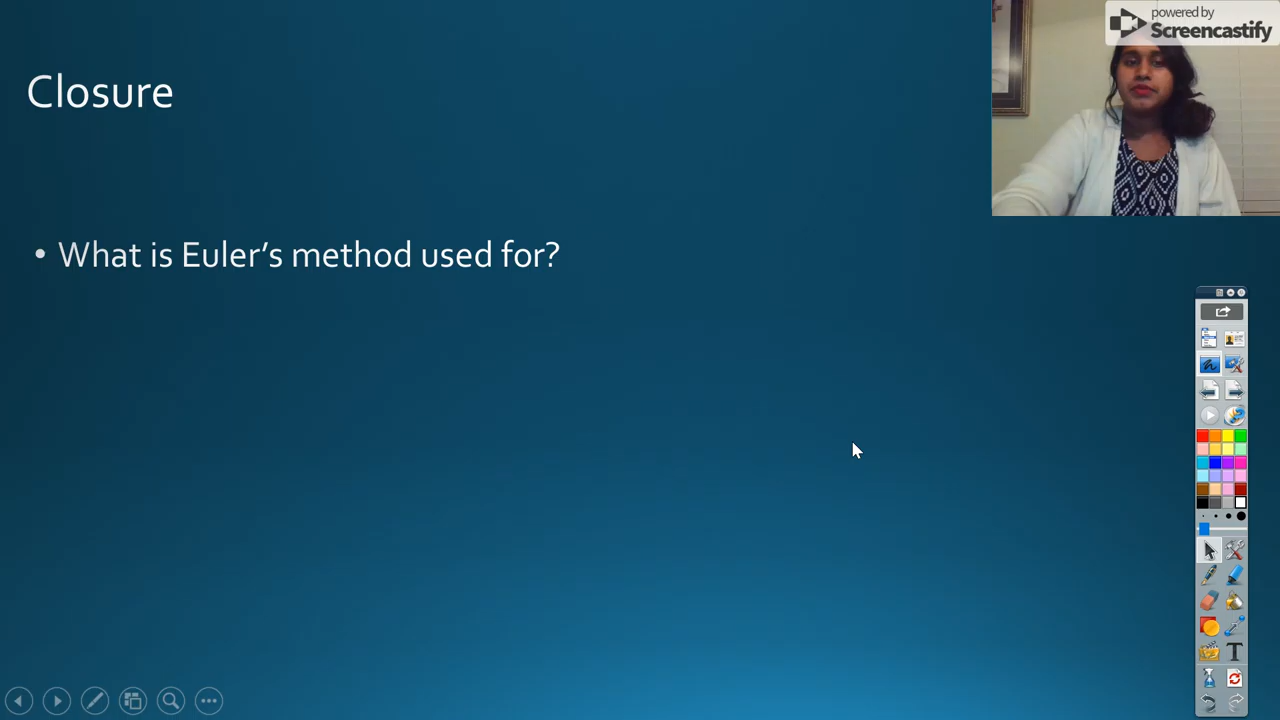 powered by
Screencastify
Closure
• What is Euler's method used for?
T